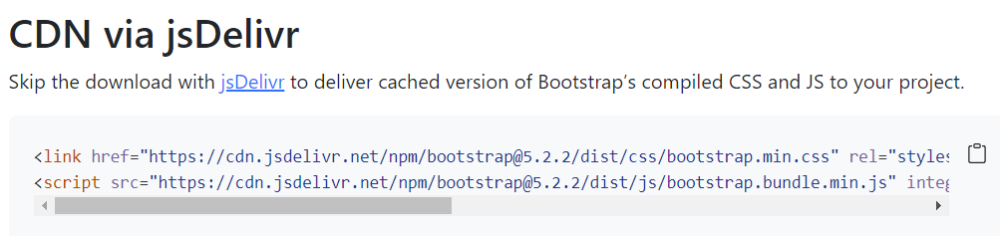 CDN via jsDelivr
Skip the download with jsDelivr to deliver cached version of Bootstrap’s compiled CSS and JS to your project.
<link href="https://cdn.jsdelivr.net/npm/bootstrap@5.2.2/dist/css/bootstrap.min.css" rel="styles
<script src="https://cdn.jsdelivr.net/npm/bootstrap@5.2.2/dist/js/bootstrap.bundle.min.js" integ